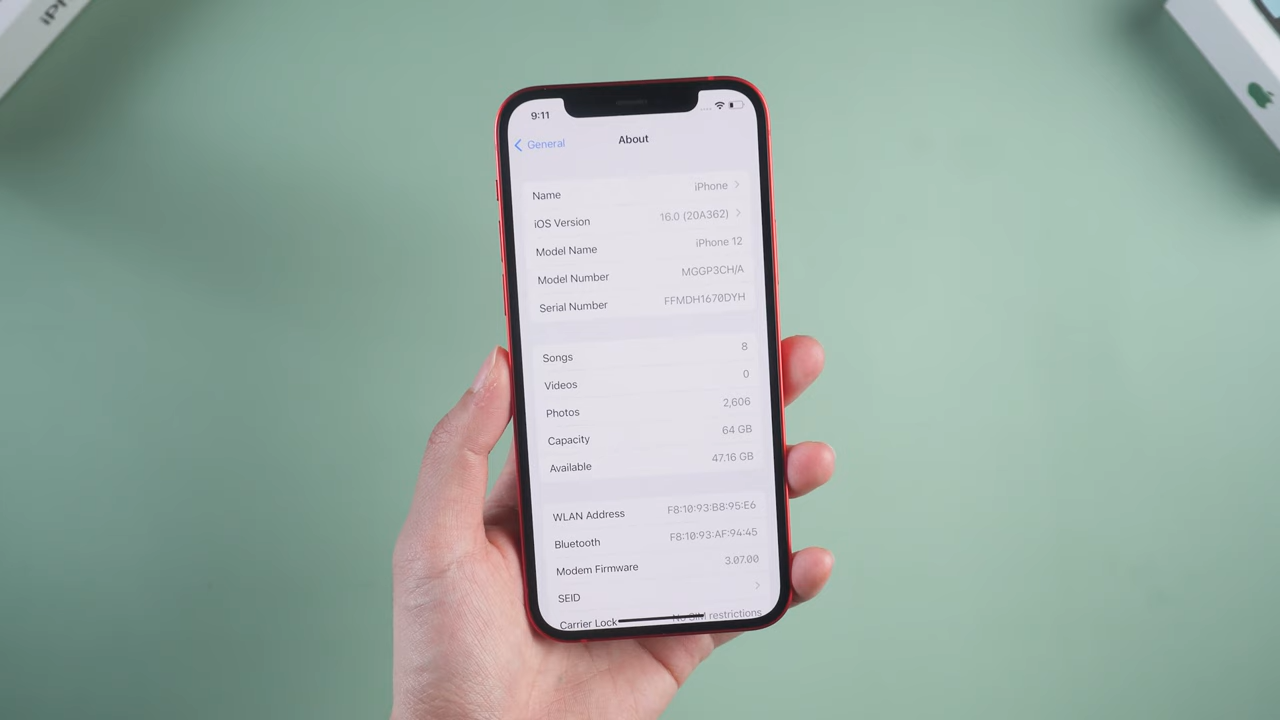 9:11
General
About
Name iPhone
iOS Version 16.0 (20A362)
Model Name iPhone 12
Model Number MGGP3CH/A
Serial Number FFMDH1670DYH
Songs 8
Videos 0
Photos 2,606
Capacity 64 GB
Available 47.16 GB
WLAN Address F8:10:93:B8:95:E6
Bluetooth F8:10:93:AF:94:45
Modem Firmware 3.07.00
SEID
Carrier Lock No SIM restrictions